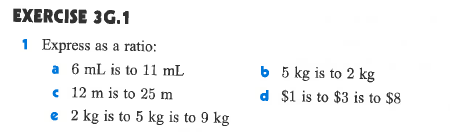 EXERCISE 3G.1
1 Express as a ratio:
a 6 mL is to 11 mL
b 5 kg is to 2 kg
c 12 m is to 25 m
d $1 is to $3 is to $8
e 2 kg is to 5 kg is to 9 kg